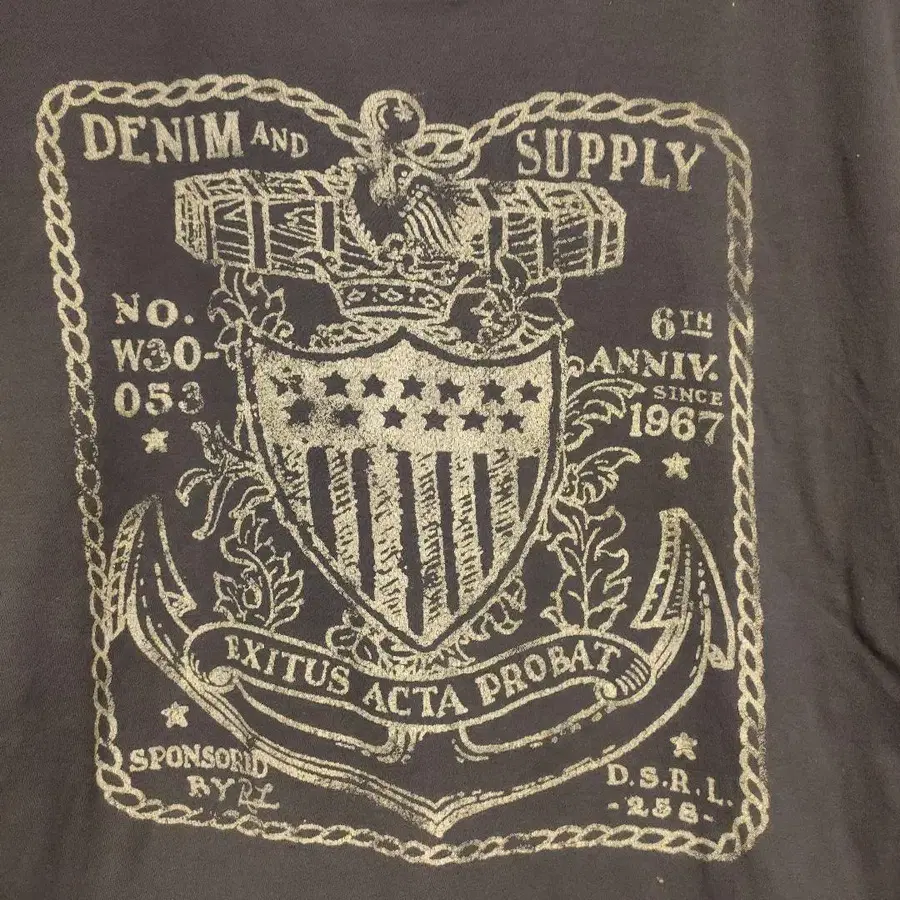 DENIM AND SUPPLY
NO.
W30-
053
6TH
ANNIV.
SINCE
1967
EXITUS ACTA PROBAT
SPONSORED
BY RL
D.S.R.L.
-258-